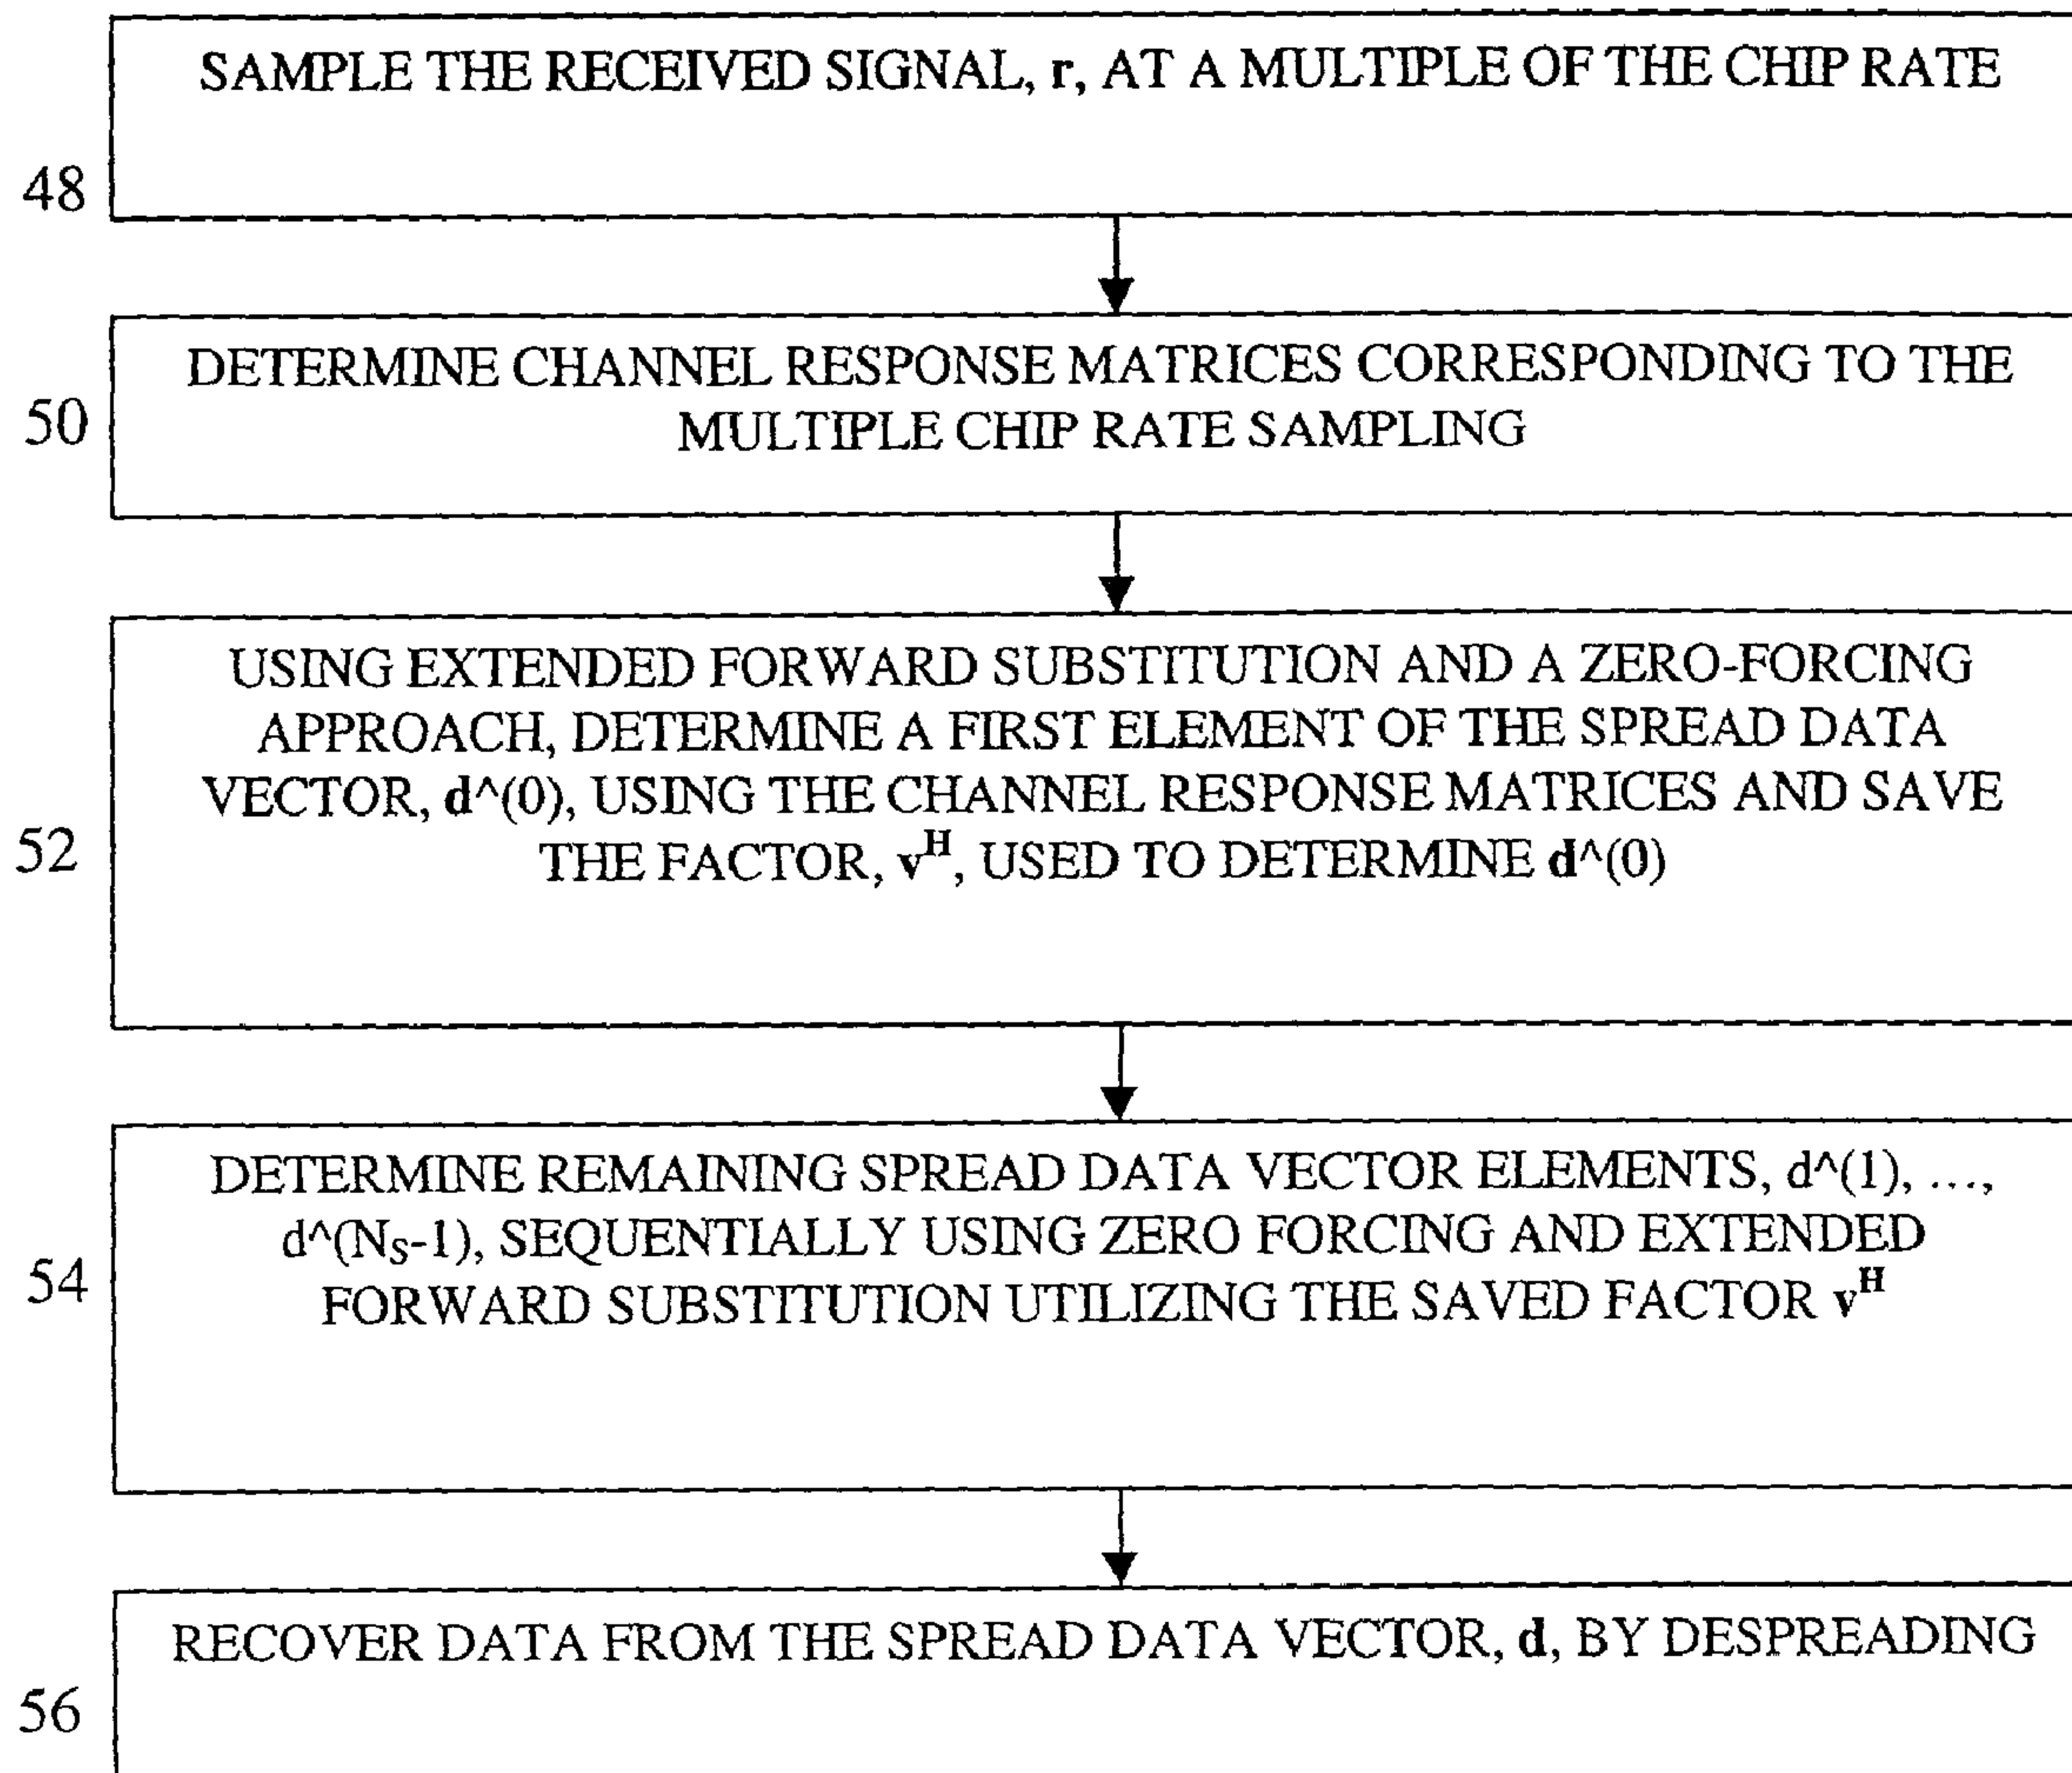 SAMPLE THE RECEIVED SIGNAL, r, AT A MULTIPLE OF THE CHIP RATE
48
DETERMINE CHANNEL RESPONSE MATRICES CORRESPONDING TO THE
MULTIPLE CHIP RATE SAMPLING
50
USING EXTENDED FORWARD SUBSTITUTION AND A ZERO-FORCING
APPROACH, DETERMINE A FIRST ELEMENT OF THE SPREAD DATA
VECTOR, d^(0), USING THE CHANNEL RESPONSE MATRICES AND SAVE
THE FACTOR, v^H, USED TO DETERMINE d^(0)
52
DETERMINE REMAINING SPREAD DATA VECTOR ELEMENTS, d^(1), ...,
d^(N_S-1), SEQUENTIALLY USING ZERO FORCING AND EXTENDED
FORWARD SUBSTITUTION UTILIZING THE SAVED FACTOR v^H
54
RECOVER DATA FROM THE SPREAD DATA VECTOR, d, BY DESPREADING
56